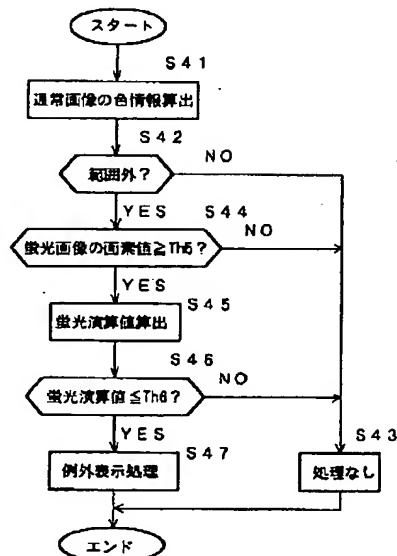 スタート
S41
通常画像の色情報算出
S42
範囲外?
NO
YES
S44
蛍光画像の画素値≧Th5?
NO
YES
S45
蛍光演算値算出
S46
蛍光演算値≦Th6?
NO
YES
S47
S43
例外表示処理
処理なし
エンド